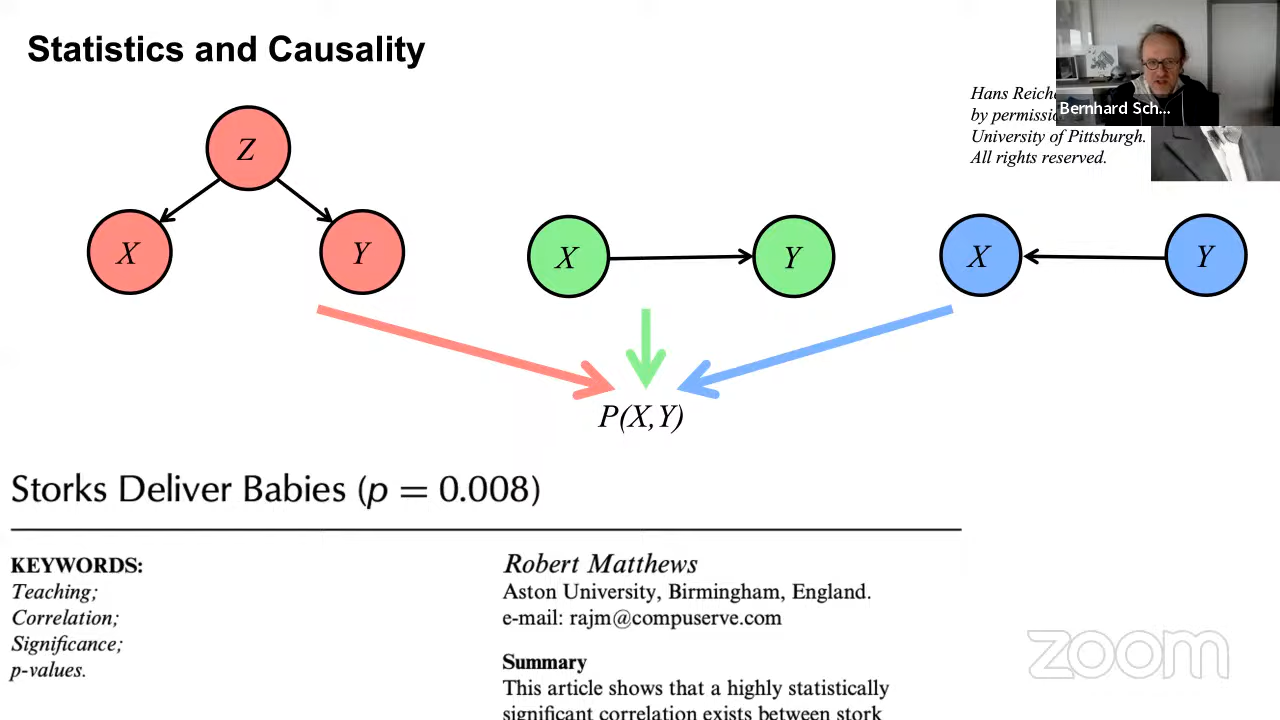 Statistics and Causality
Hans Reiche
by permissi
University of Pittsburgh.
All rights reserved.
Bernhard Sch...
Z
X
Y
X
Y
X
Y
P(X,Y)
Storks Deliver Babies (p = 0.008)
KEYWORDS:
Teaching;
Correlation;
Significance;
p-values.
Robert Matthews
Aston University, Birmingham, England.
e-mail: rajm@compuserve.com
Summary
This article shows that a highly statistically
significant correlation exists between stork
zoom